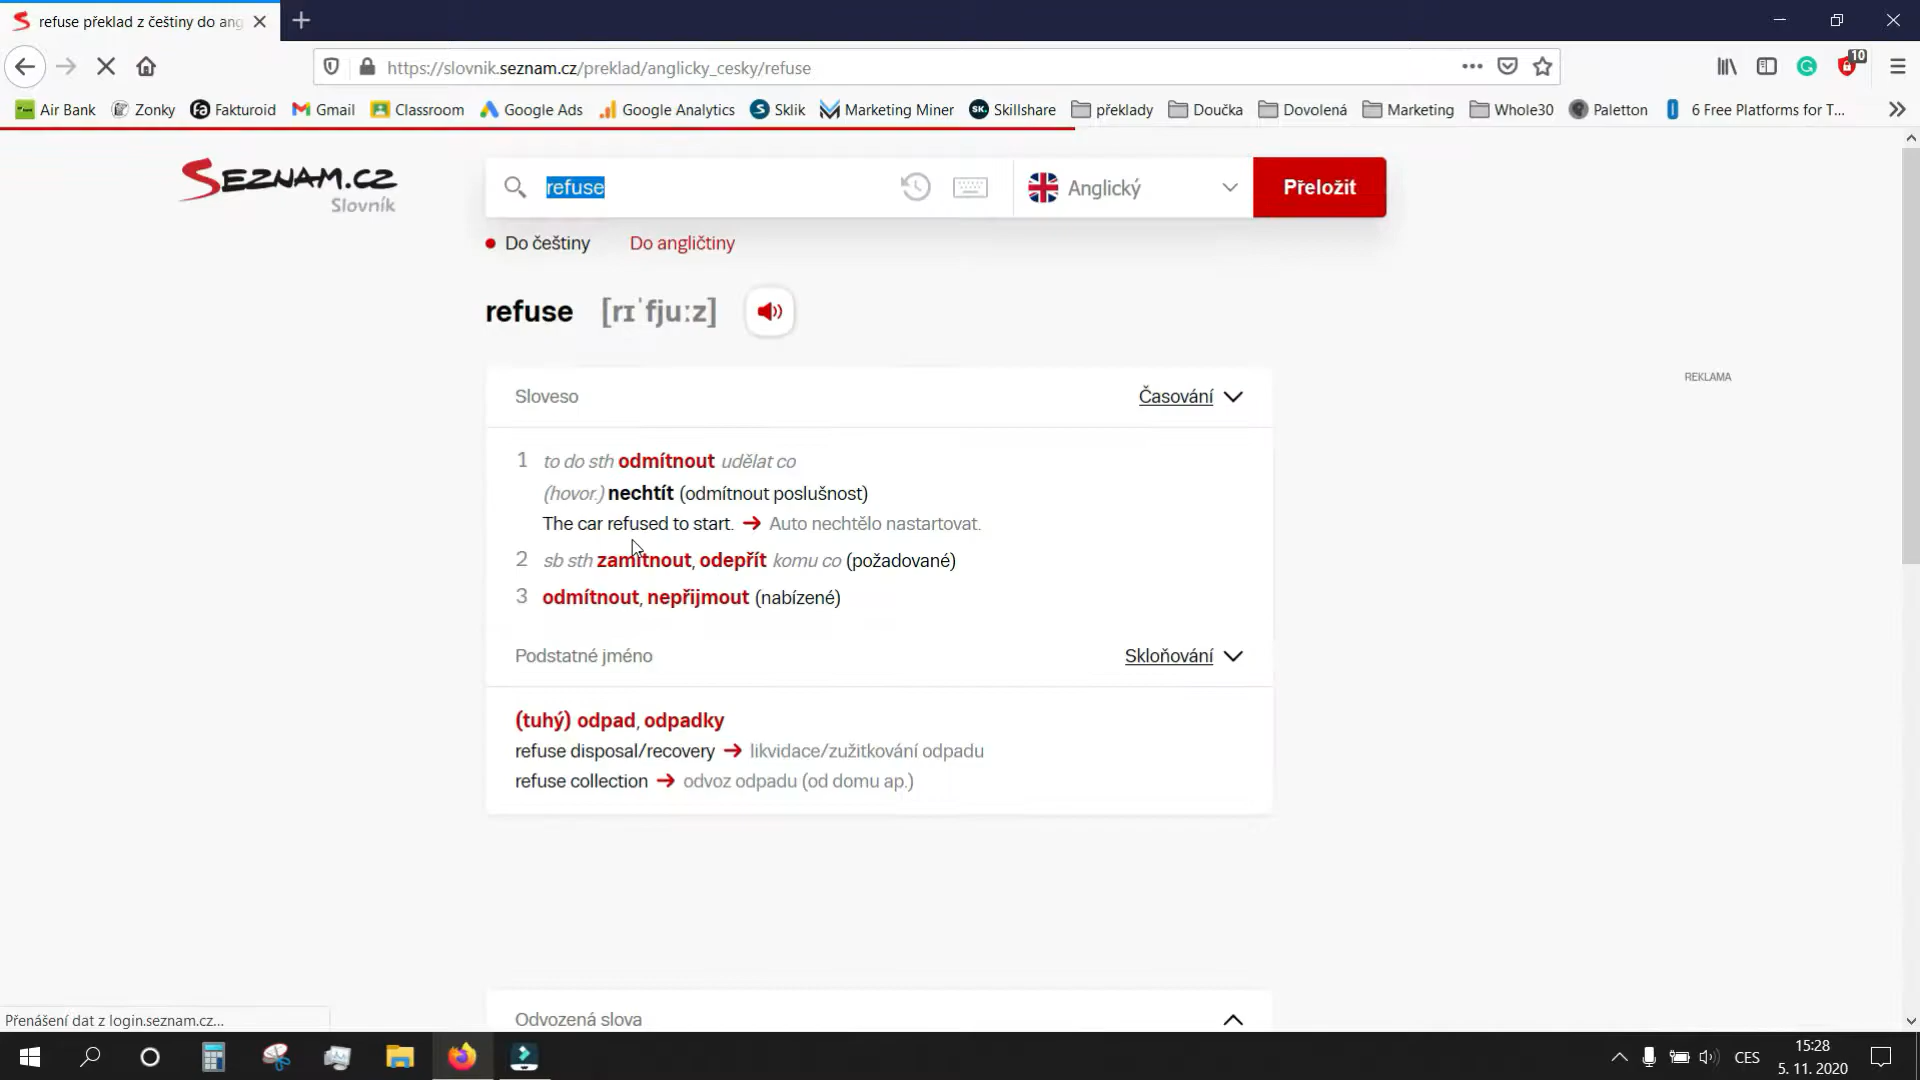 refuse překlad z češtiny do ang
https://slovnik.seznam.cz/preklad/anglicky_cesky/refuse
10
Air Bank Zonky Fakturoid Gmail Classroom Google Ads Google Analytics Sklik Marketing Miner Skillshare překlady Doučka Dovolená Marketing Whole30 Paletton 6 Free Platforms for T...
Seznam.cz
Slovník
refuse
Anglický
Přeložit
Do češtiny Do angličtiny
refuse [rɪˈfjuːz]
REKLAMA
Sloveso Časování
1 to do sth odmítnout udělat co
(hovor.) nechtít (odmítnout poslušnost)
The car refused to start. → Auto nechtělo nastartovat.
2 sb sth zamítnout, odepřít komu co (požadované)
3 odmítnout, nepřijmout (nabízené)
Podstatné jméno Skloňování
(tuhý) odpad, odpadky
refuse disposal/recovery → likvidace/zužitkování odpadu
refuse collection → odvoz odpadu (od domu ap.)
Odvozená slova
Přenášení dat z login.seznam.cz...
CES
15:28
5. 11. 2020